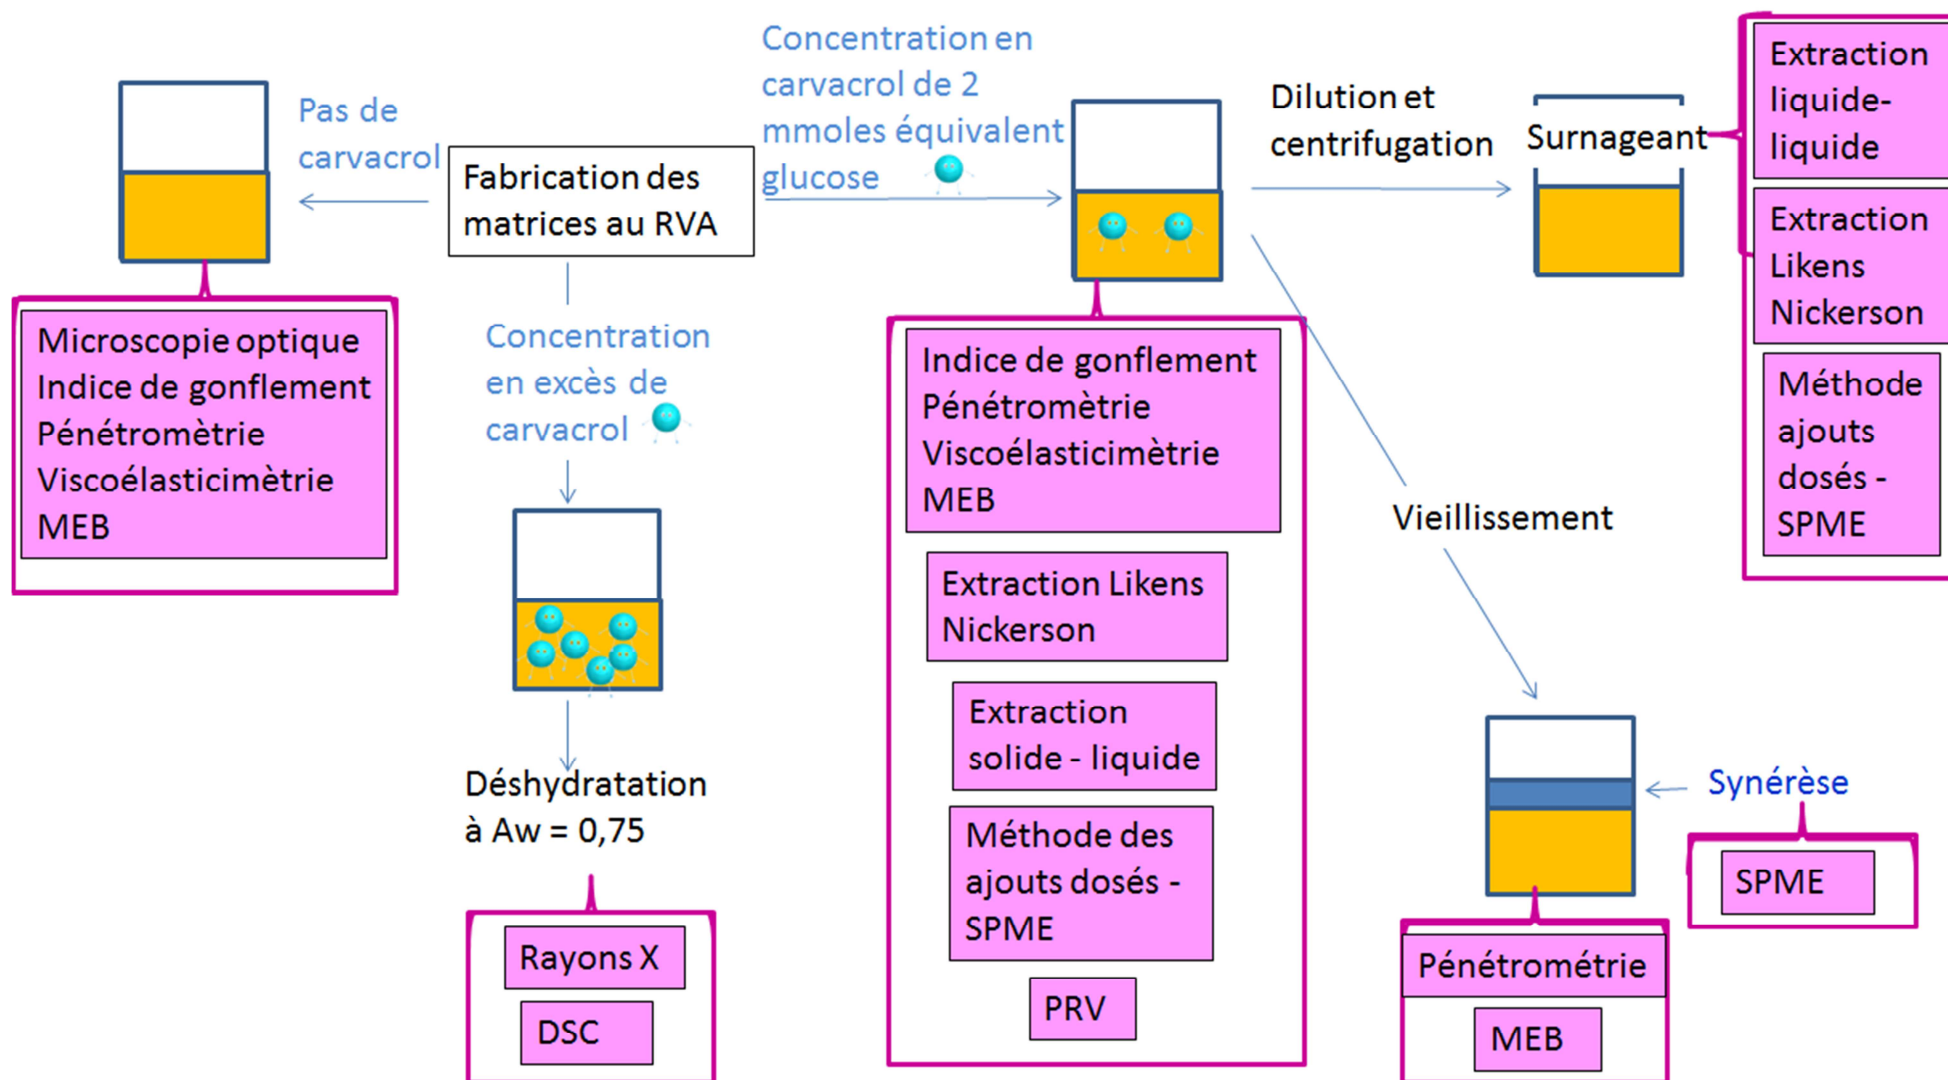 Pas de
carvacrol
Fabrication des
matrices au RVA
Concentration en
carvacrol de 2
mmoles équivalent
glucose
Dilution et
centrifugation
Surnageant
Extraction
liquide-
liquide
Extraction
Likens
Nickerson
Méthode
ajouts
dosés -
SPME
Microscopie optique
Indice de gonflement
Pénétromètrie
Viscoélasticimètrie
MEB
Concentration
en excès de
carvacrol
Déshydratation
à Aw = 0,75
Rayons X
DSC
Indice de gonflement
Pénétromètrie
Viscoélasticimètrie
MEB
Extraction Likens
Nickerson
Extraction
solide - liquide
Méthode des
ajouts dosés -
SPME
PRV
Vieillissement
Synérèse
SPME
Pénétrométrie
MEB